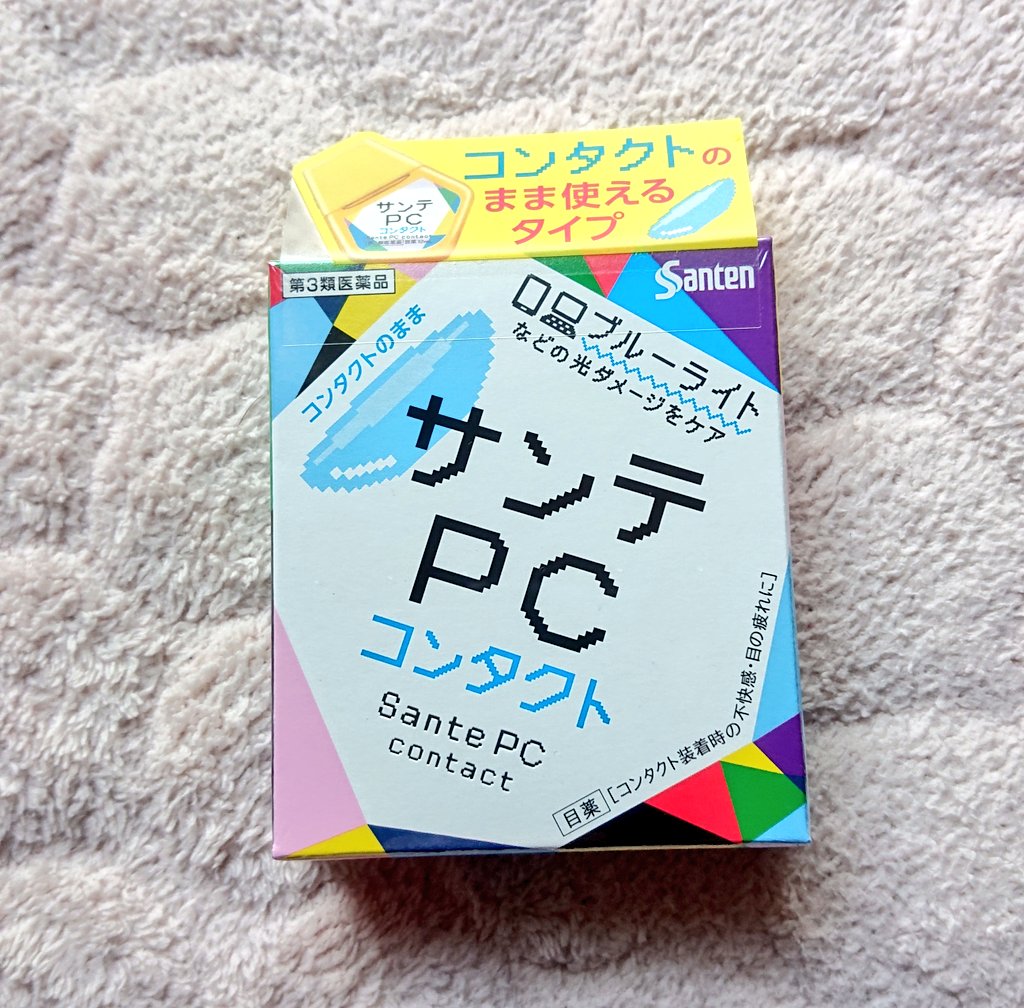 コンタクトの
まま使える
タイプ
サンテ
PC
コンタクト
Sante PC contact
第3類医薬品
Santen
コンタクトのまま
ブルーライト
などの光ダメージをケア
サンテ
PC
コンタクト
Sante PC
contact
目薬 [コンタクト装着時の不快感・目の疲れに]